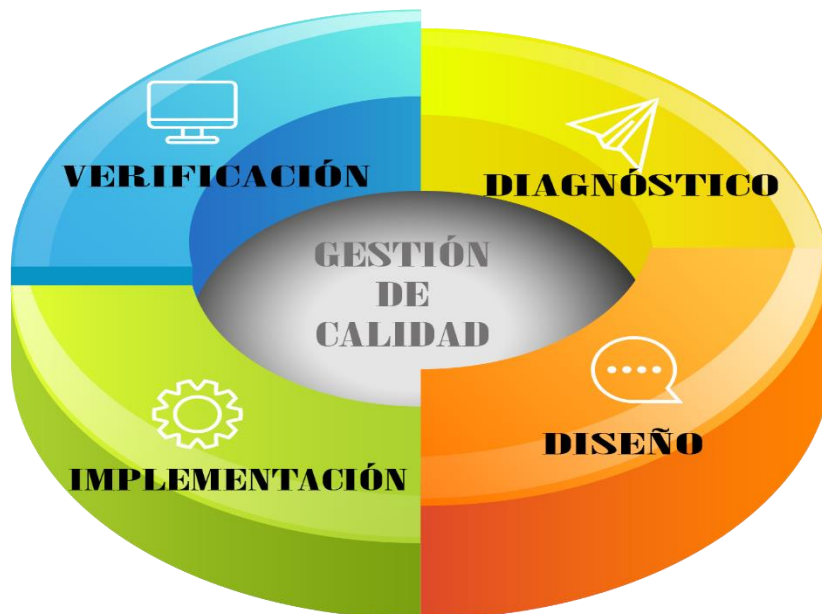 VERIFICACIÓN
DIAGNÓSTICO
GESTIÓN
DE
CALIDAD
DISEÑO
IMPLEMENTACIÓN